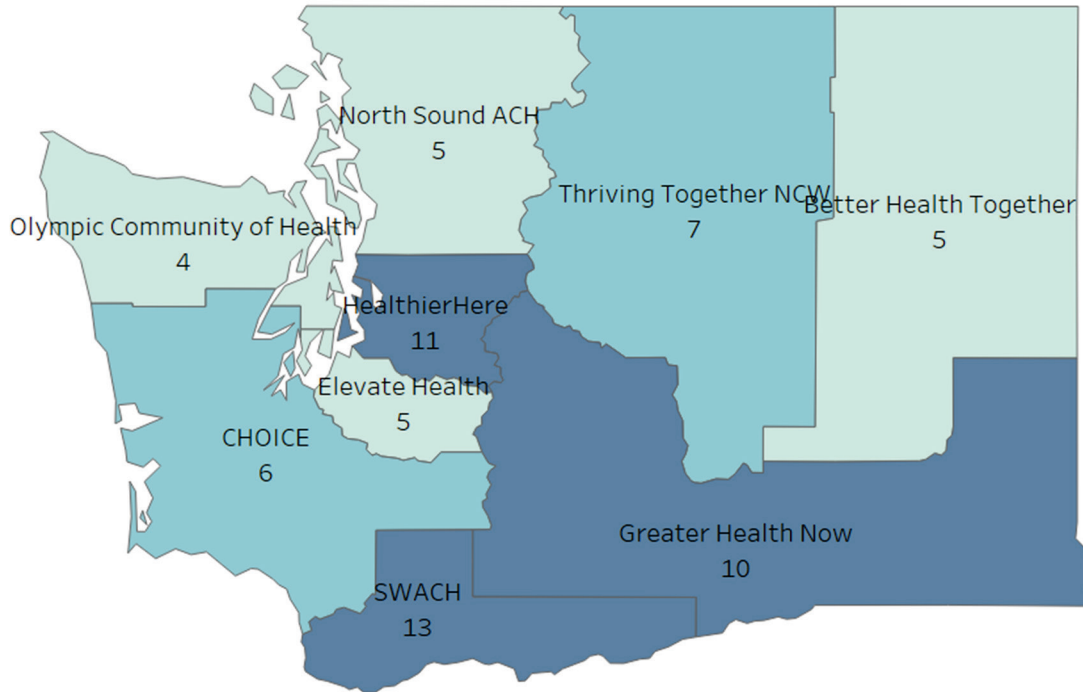 North Sound ACH
5
Thriving Together NCW
7
Better Health Together
5
Olympic Community of Health
4
HealthierHere
11
Elevate Health
5
CHOICE
6
Greater Health Now
10
SWACH
13